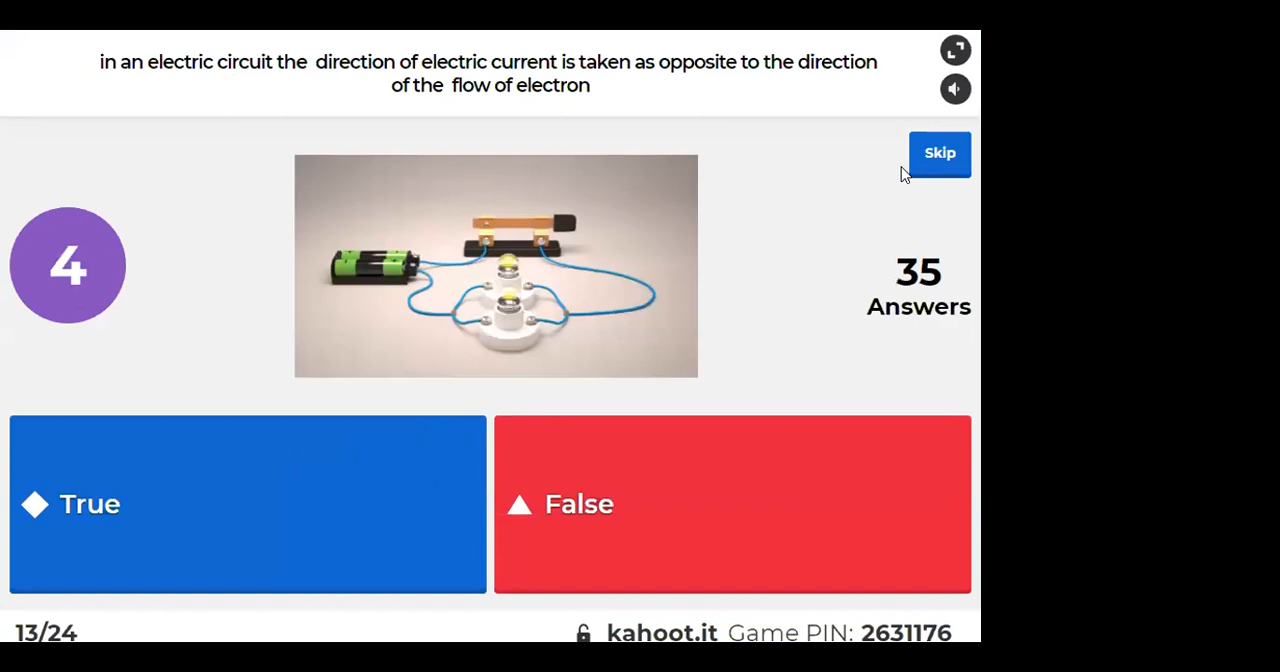 in an electric circuit the  direction of electric current is taken as opposite to the direction
of the  flow of electron
Skip
4
35
Answers
True
False
13/24
kahoot.it Game PIN: 2631176